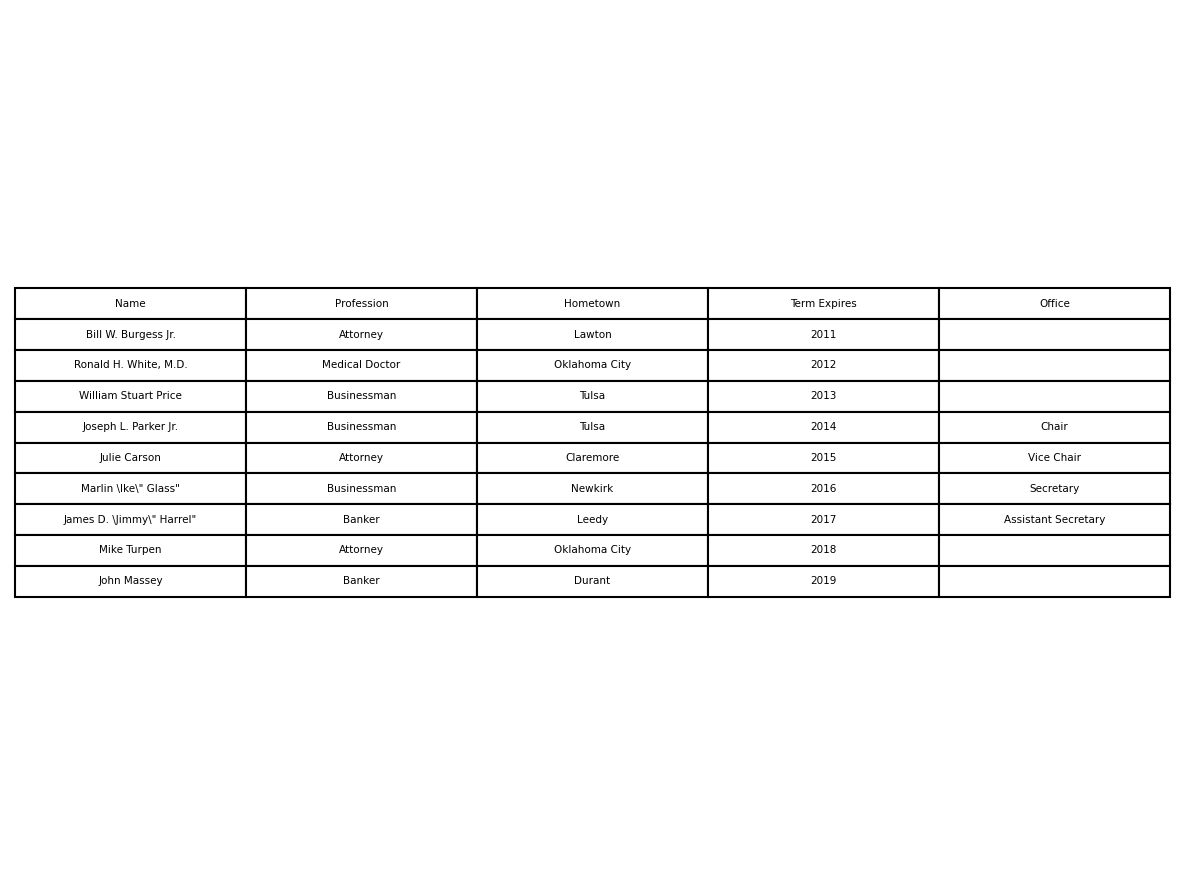 Name Profession Hometown Term Expires Office
Bill W. Burgess Jr. Attorney Lawton 2011
Ronald H. White, M.D. Medical Doctor Oklahoma City 2012
William Stuart Price Businessman Tulsa 2013
Joseph L. Parker Jr. Businessman Tulsa 2014 Chair
Julie Carson Attorney Claremore 2015 Vice Chair
Marlin \Ike\" Glass" Businessman Newkirk 2016 Secretary
James D. \Jimmy\" Harrel" Banker Leedy 2017 Assistant Secretary
Mike Turpen Attorney Oklahoma City 2018
John Massey Banker Durant 2019